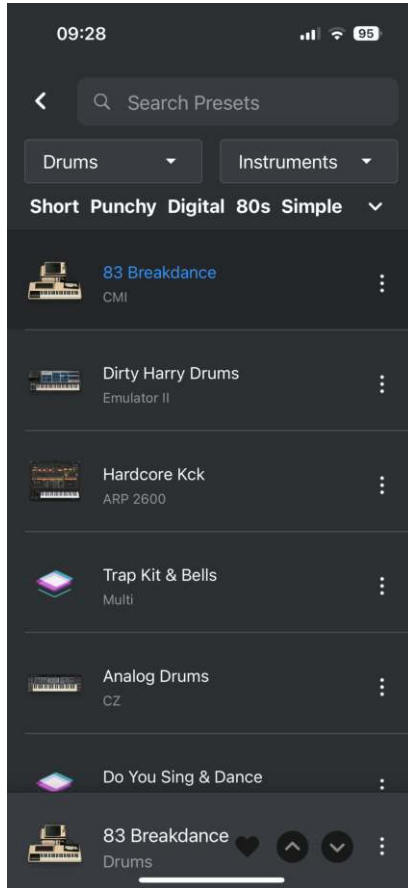 09:28 95
Search Presets
Drums Instruments
Short Punchy Digital 80s Simple
83 Breakdance
CMI
Dirty Harry Drums
Emulator II
Hardcore Kck
ARP 2600
Trap Kit & Bells
Multi
Analog Drums
CZ
Do You Sing & Dance
83 Breakdance
Drums